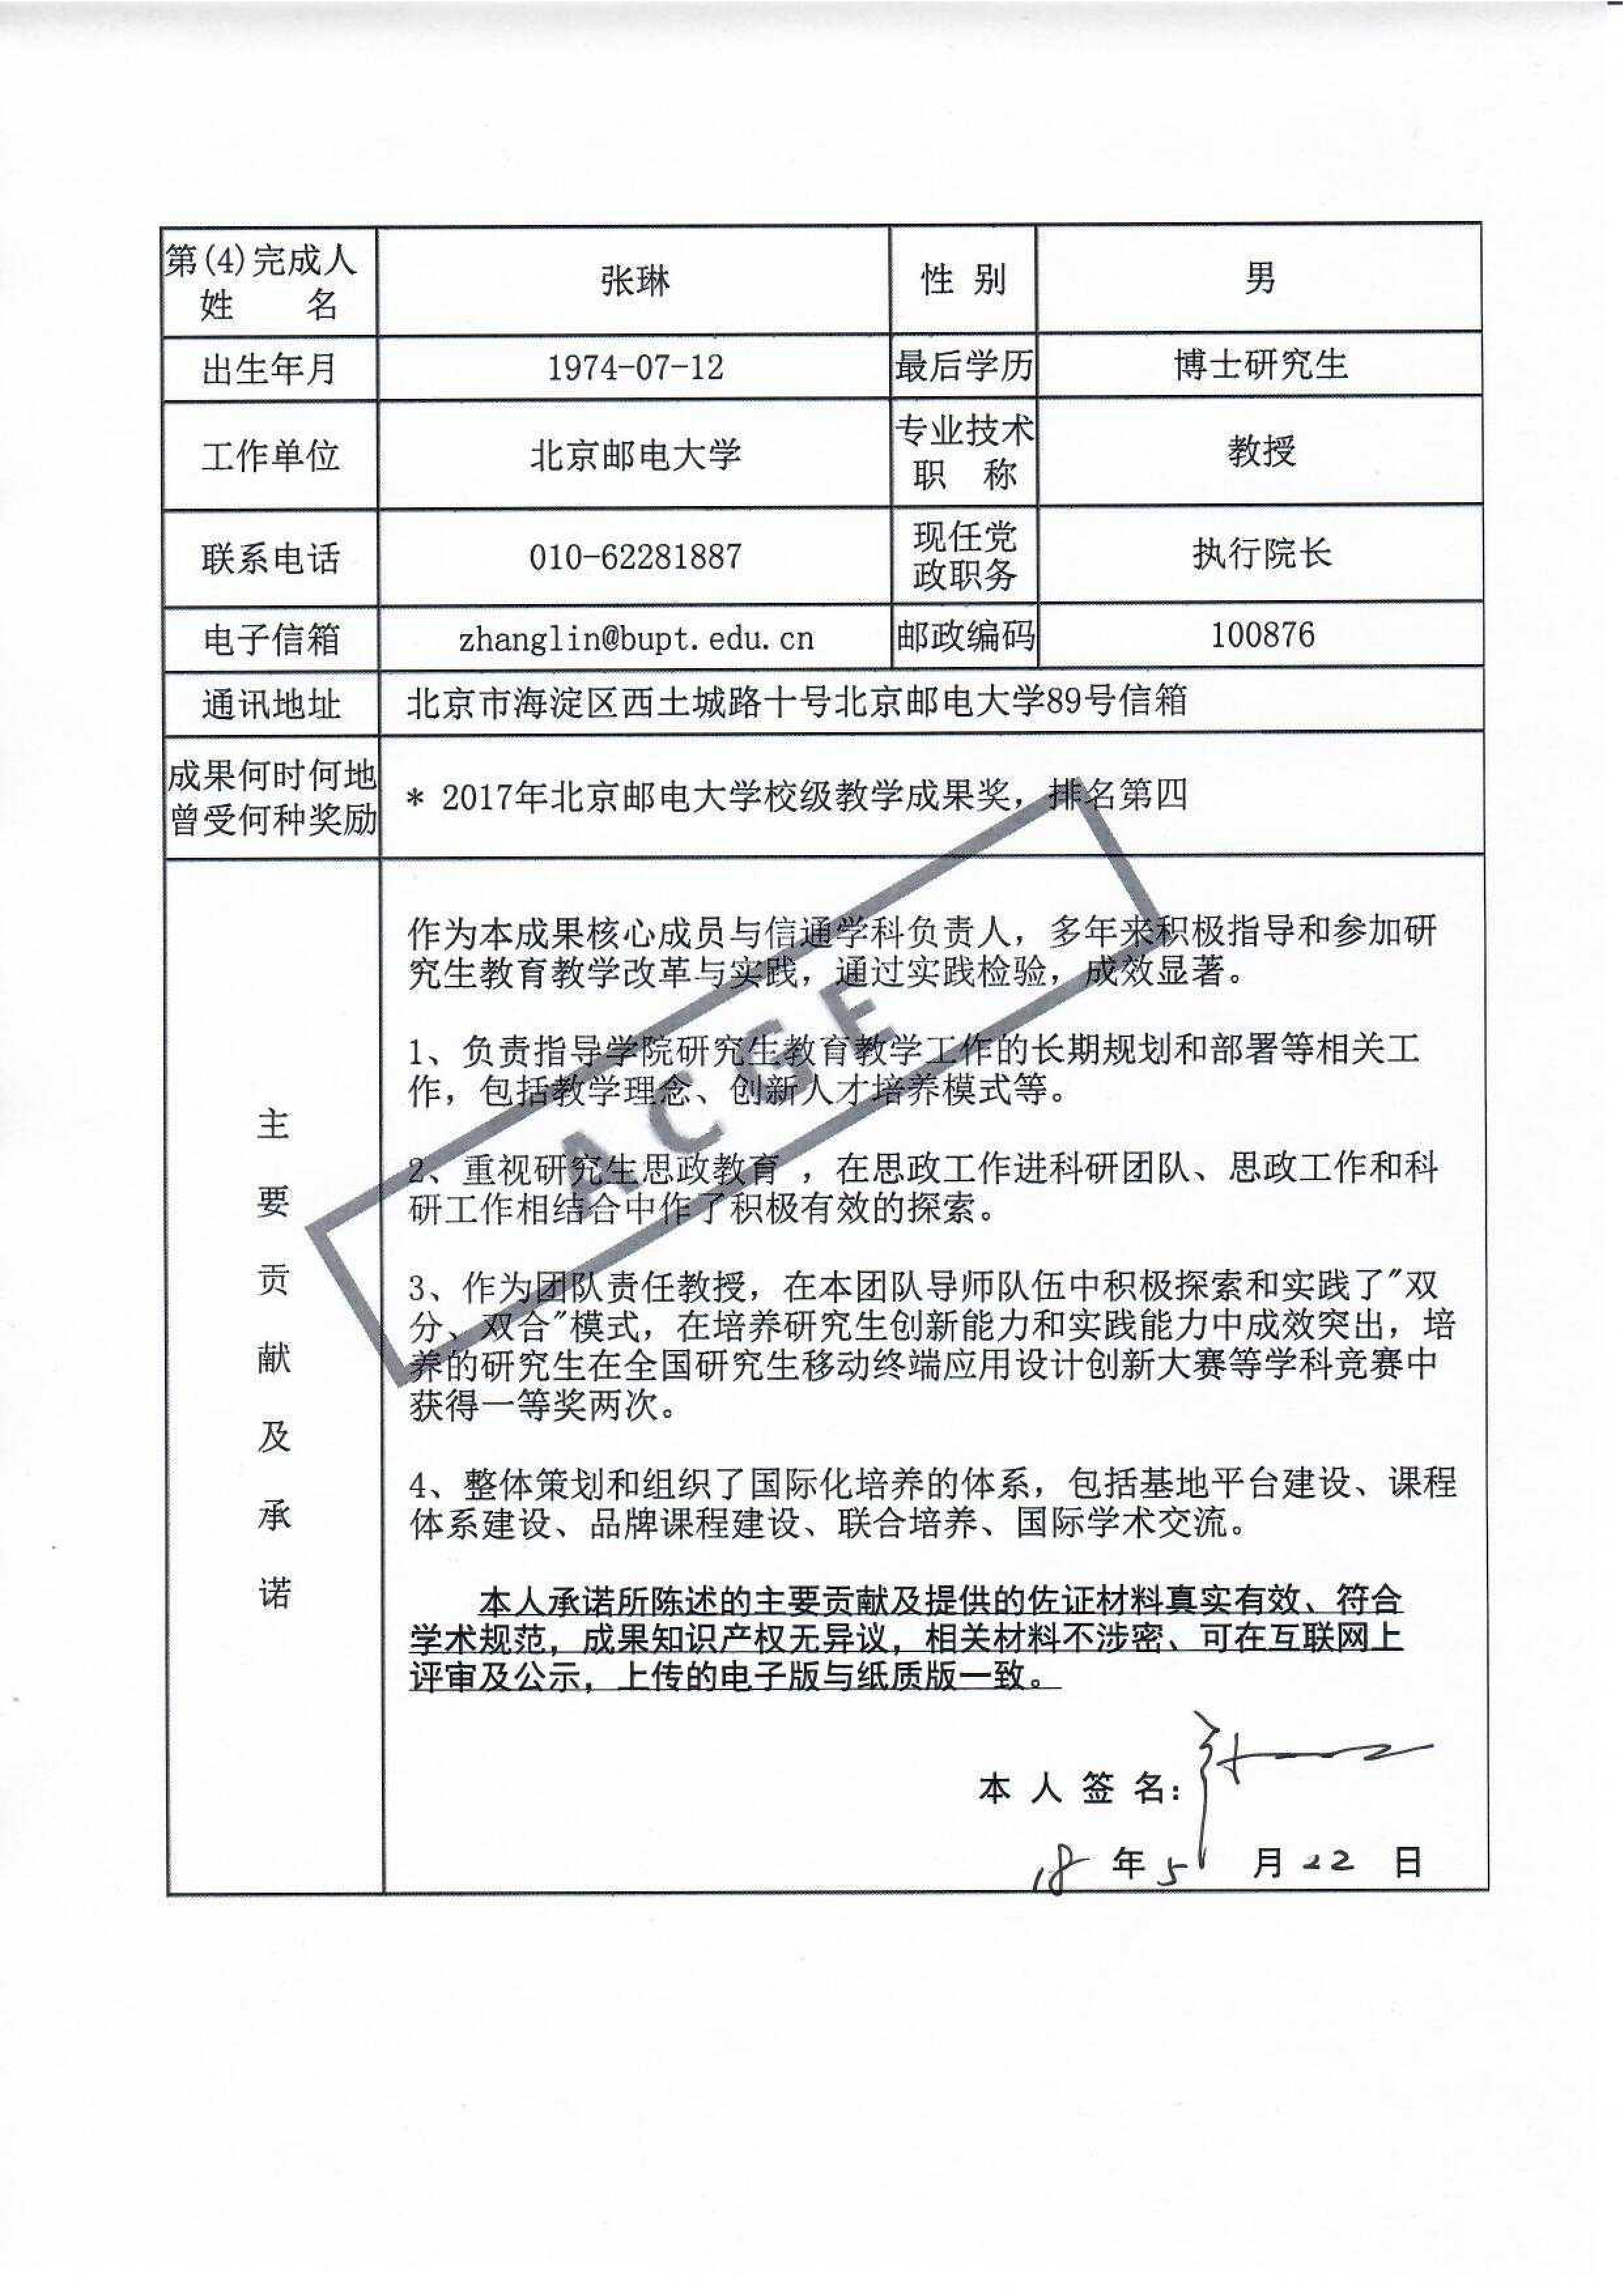 第(4)完成人
姓 名
张琳
性 别
男
出生年月
1974-07-12
最后学历
博士研究生
工作单位
北京邮电大学
专业技术
职 称
教授
联系电话
010-62281887
现任党
政职务
执行院长
电子信箱
zhanglin@bupt.edu.cn
邮政编码
100876
通讯地址
北京市海淀区西土城路十号北京邮电大学89号信箱
成果何时何地
曾受何种奖励
* 2017年北京邮电大学校级教学成果奖，排名第四
主
要
贡
献
及
承
诺
作为本成果核心成员与信通学科负责人，多年来积极指导和参加研
究生教育教学改革与实践，通过实践检验，成效显著。
1、负责指导学院研究生教育教学工作的长期规划和部署等相关工
作，包括教学理念、创新人才培养模式等。
2、重视研究生思政教育 ，在思政工作进科研团队、思政工作和科
研工作相结合中作了积极有效的探索。
3、作为团队责任教授，在本团队导师队伍中积极探索和实践了"双
分、双合"模式，在培养研究生创新能力和实践能力中成效突出，培
养的研究生在全国研究生移动终端应用设计创新大赛等学科竞赛中
获得一等奖两次。
4、整体策划和组织了国际化培养的体系，包括基地平台建设、课程
体系建设、品牌课程建设、联合培养、国际学术交流。
本人承诺所陈述的主要贡献及提供的佐证材料真实有效、符合
学术规范，成果知识产权无异议，相关材料不涉密、可在互联网上
评审及公示，上传的电子版与纸质版一致。
本 人 签 名：
18 年 5 月 22 日
ACGE